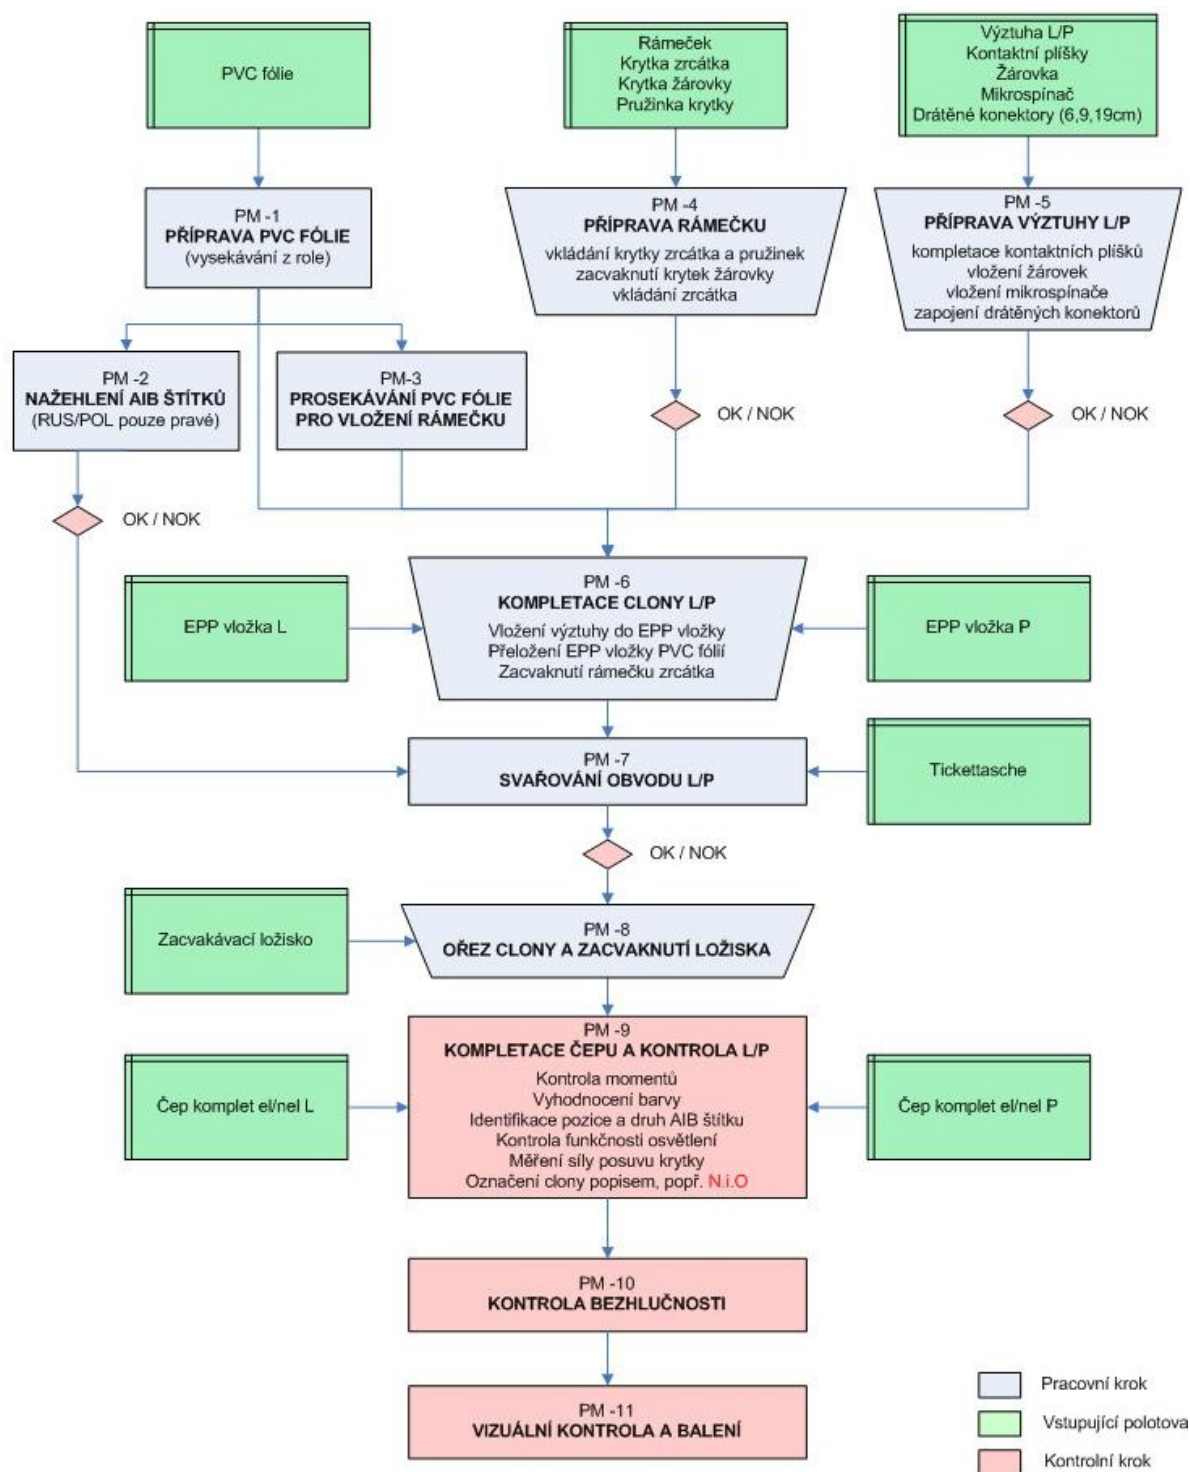 PVC fólie
Rámeček
Krytka zrcátka
Krytka žárovky
Pružinka krytky
Výztuha L/P
Kontaktní plíšky
Žárovka
Mikrospínač
Drátěné konektory (6,9,19cm)
PM -1
PŘÍPRAVA PVC FÓLIE
(vysekávání z role)
PM -4
PŘÍPRAVA RÁMEČKU
vkládání krytky zrcátka a pružinek
zacvaknutí krytek žárovky
vkládání zrcátka
PM -5
PŘÍPRAVA VÝZTUHY L/P
kompletace kontaktních plíšků
vložení žárovek
vložení mikrospínače
zapojení drátěných konektorů
PM -2
NAŽEHLENÍ AIB ŠTÍTKŮ
(RUS/POL pouze pravé)
PM-3
PROSEKÁVÁNÍ PVC FÓLIE
PRO VLOŽENÍ RÁMEČKU
OK / NOK
OK / NOK
OK / NOK
PM -6
KOMPLETACE CLONY L/P
Vložení výztuhy do EPP vložky
Přeložení EPP vložky PVC fólií
Zacvaknutí rámečku zrcátka
EPP vložka L
EPP vložka P
PM -7
SVAŘOVÁNÍ OBVODU L/P
Tickettasche
OK / NOK
Zacvakávací ložisko
PM -8
OŘEZ CLONY A ZACVAKNUTÍ LOŽISKA
PM -9
KOMPLETACE ČEPU A KONTROLA L/P
Kontrola momentů
Vyhodnocení barvy
Identifikace pozice a druh AIB štítku
Kontrola funkčnosti osvětlení
Měření síly posuvu krytky
Označení clony popisem, popř. N.i.O
Čep komplet el/nel L
Čep komplet el/nel P
PM -10
KONTROLA BEZHLUČNOSTI
PM -11
VIZUÁLNÍ KONTROLA A BALENÍ
Pracovní krok
Vstupující polotova
Kontrolní krok